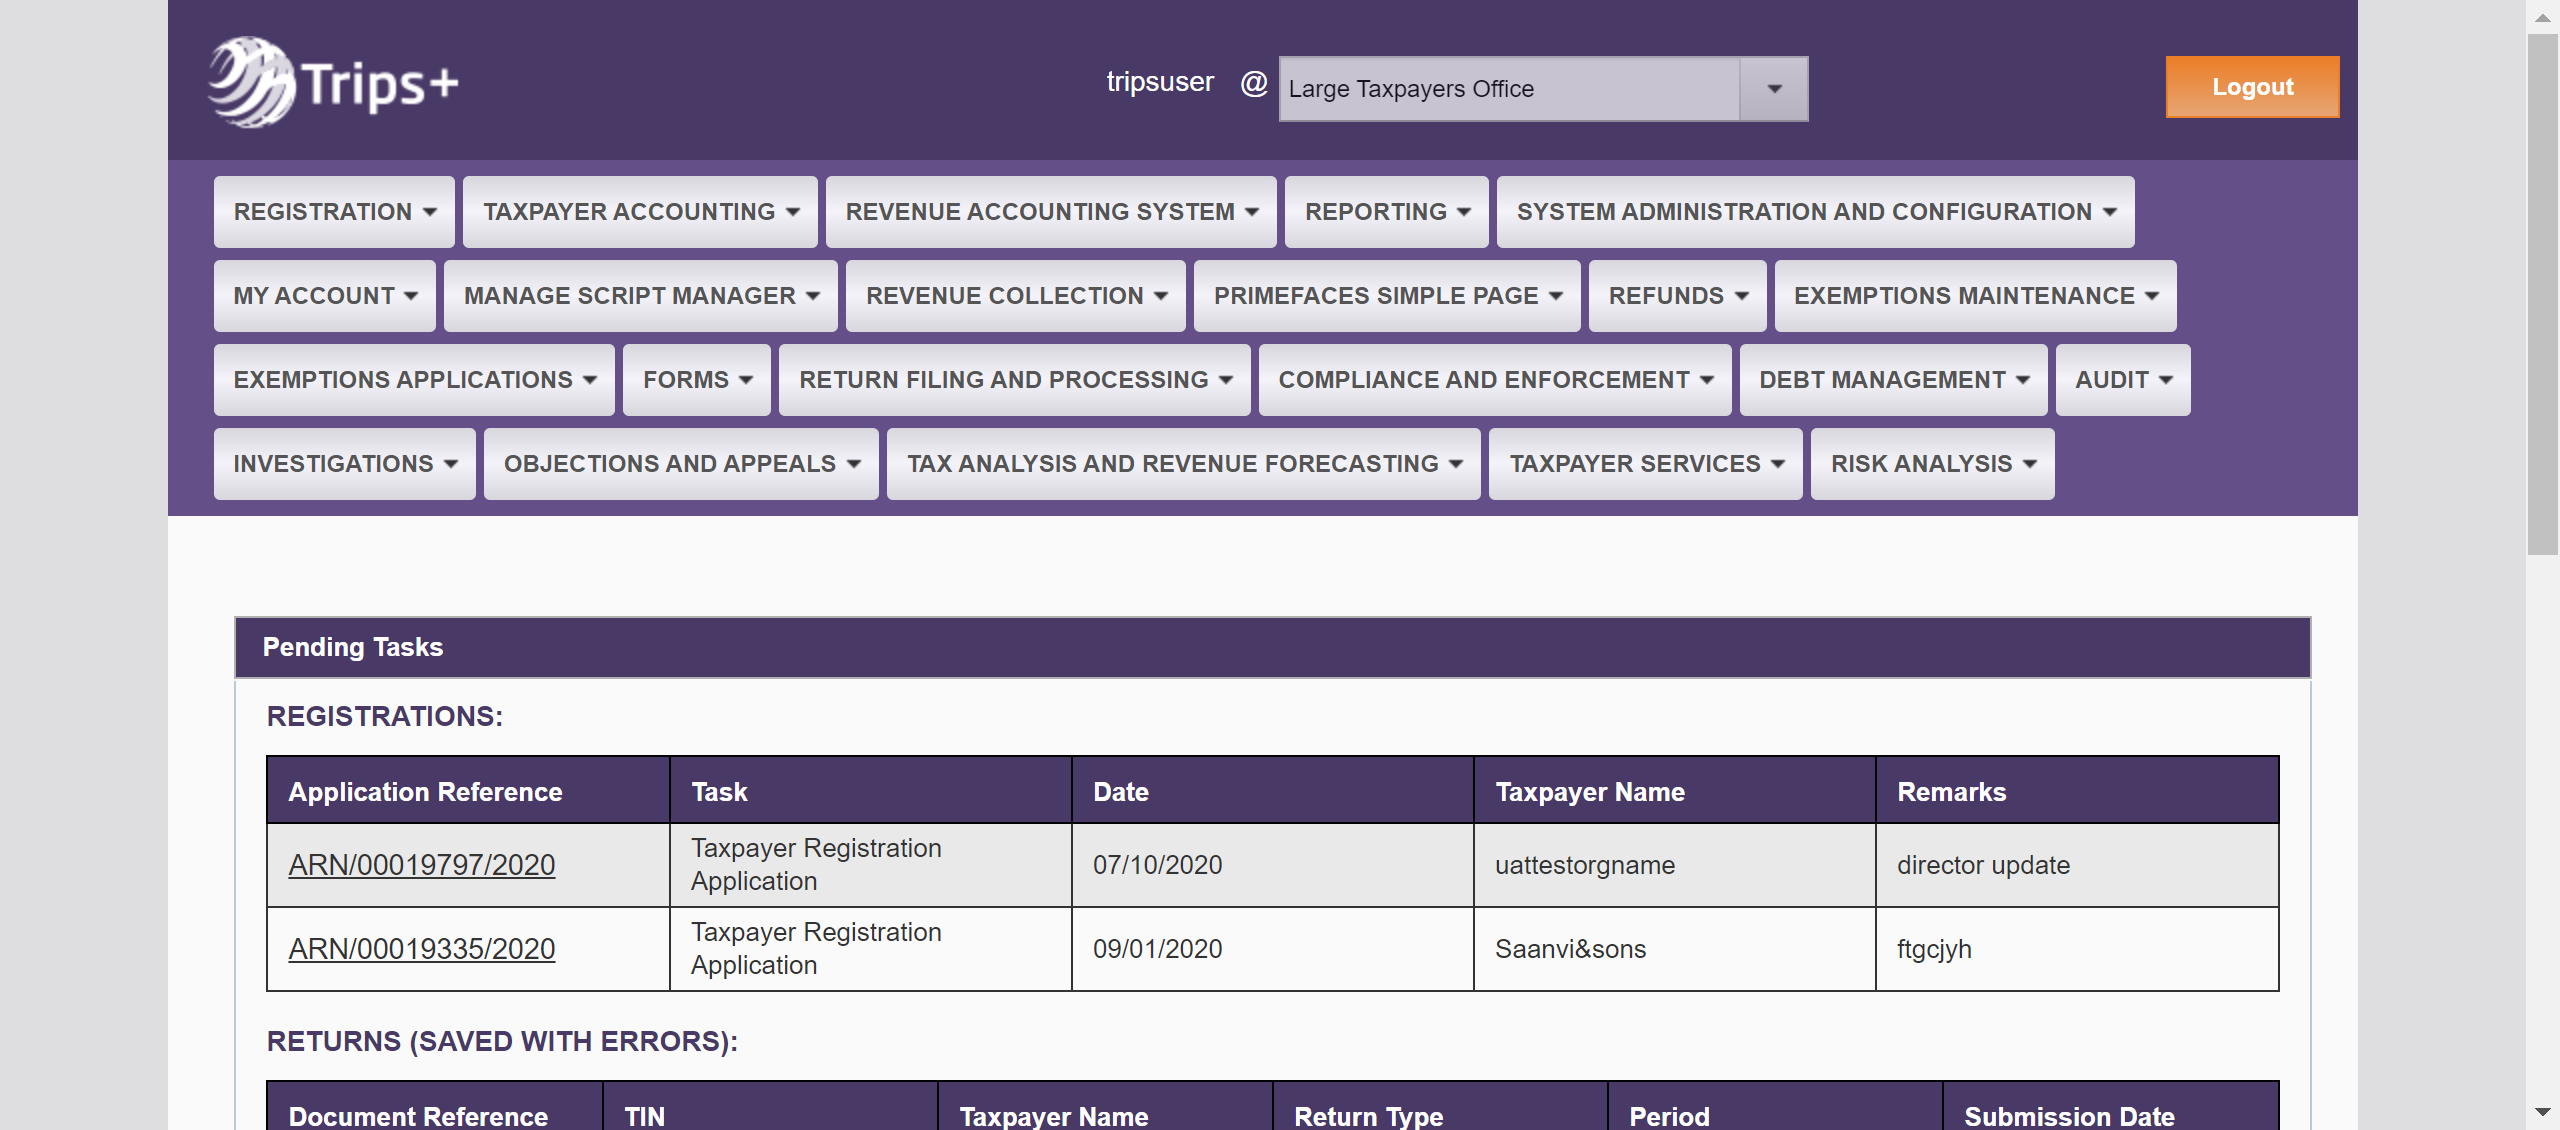 Trips+
tripsuser @ Large Taxpayers Office
Logout
REGISTRATION TAXPAYER ACCOUNTING REVENUE ACCOUNTING SYSTEM REPORTING SYSTEM ADMINISTRATION AND CONFIGURATION
MY ACCOUNT MANAGE SCRIPT MANAGER REVENUE COLLECTION PRIMEFACES SIMPLE PAGE REFUNDS EXEMPTIONS MAINTENANCE
EXEMPTIONS APPLICATIONS FORMS RETURN FILING AND PROCESSING COMPLIANCE AND ENFORCEMENT DEBT MANAGEMENT AUDIT
INVESTIGATIONS OBJECTIONS AND APPEALS TAX ANALYSIS AND REVENUE FORECASTING TAXPAYER SERVICES RISK ANALYSIS
Pending Tasks
REGISTRATIONS:
Application Reference Task Date Taxpayer Name Remarks
ARN/00019797/2020 Taxpayer Registration Application 07/10/2020 uattestorgname director update
ARN/00019335/2020 Taxpayer Registration Application 09/01/2020 Saanvi&sons ftgcjyh
RETURNS (SAVED WITH ERRORS):
Document Reference TIN Taxpayer Name Return Type Period Submission Date